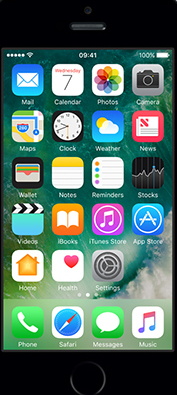 09:41 100%
Wednesday
7
Mail Calendar Photos Camera
Maps Clock Weather News
Wallet Notes Reminders Stocks
Videos iBooks iTunes Store App Store
Home Health Settings
Phone Safari Messages Music